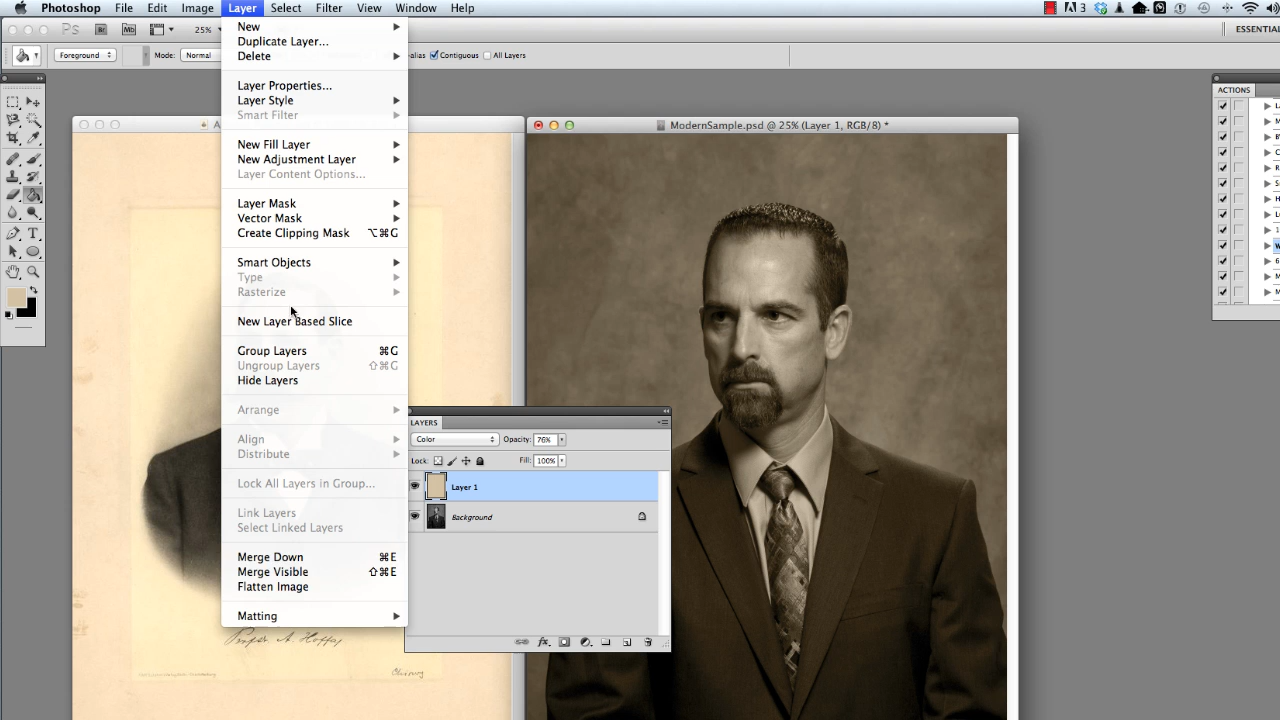 Photoshop File Edit Image Layer Select Filter View Window Help 3
Ps Br Mb 25% ESSENTIAL
Foreground Mode: Normal Contiguous All Layers
New
Duplicate Layer...
Delete
Layer Properties...
Layer Style
Smart Filter
New Fill Layer
New Adjustment Layer
Layer Content Options...
Layer Mask
Vector Mask
Create Clipping Mask ⌥⌘G
Smart Objects
Type
Rasterize
New Layer Based Slice
Group Layers ⌘G
Ungroup Layers ⇧⌘G
Hide Layers
Arrange
Align
Distribute
Lock All Layers in Group...
Link Layers
Select Linked Layers
Merge Down ⌘E
Merge Visible ⇧⌘E
Flatten Image
Matting
ModernSample.psd @ 25% (Layer 1, RGB/8) *
LAYERS
Color Opacity: 76%
Lock: Fill: 100%
Layer 1
Background
ACTIONS